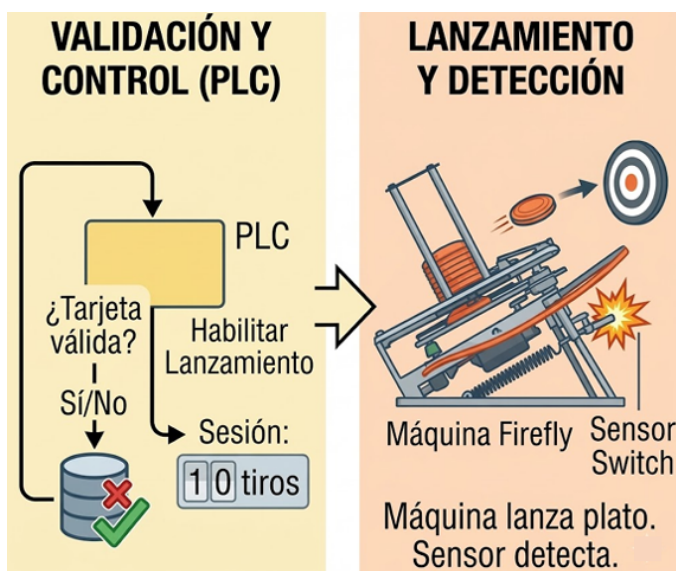 VALIDACIÓN Y
CONTROL (PLC)
PLC
¿Tarjeta
válida?
Sí/No
Habilitar
Lanzamiento
Sesión:
10 tiros
LANZAMIENTO
Y DETECCIÓN
Máquina Firefly
Sensor
Switch
Máquina lanza plato.
Sensor detecta.